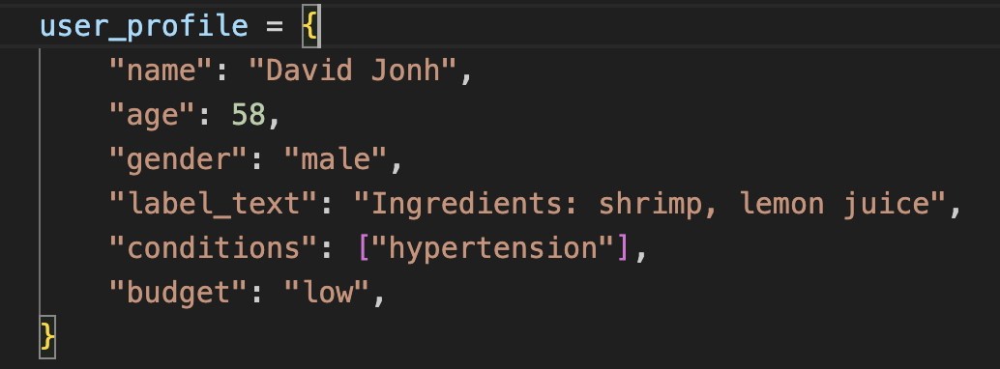 user_profile = {
    "name": "David Jonh",
    "age": 58,
    "gender": "male",
    "label_text": "Ingredients: shrimp, lemon juice",
    "conditions": ["hypertension"],
    "budget": "low",
}